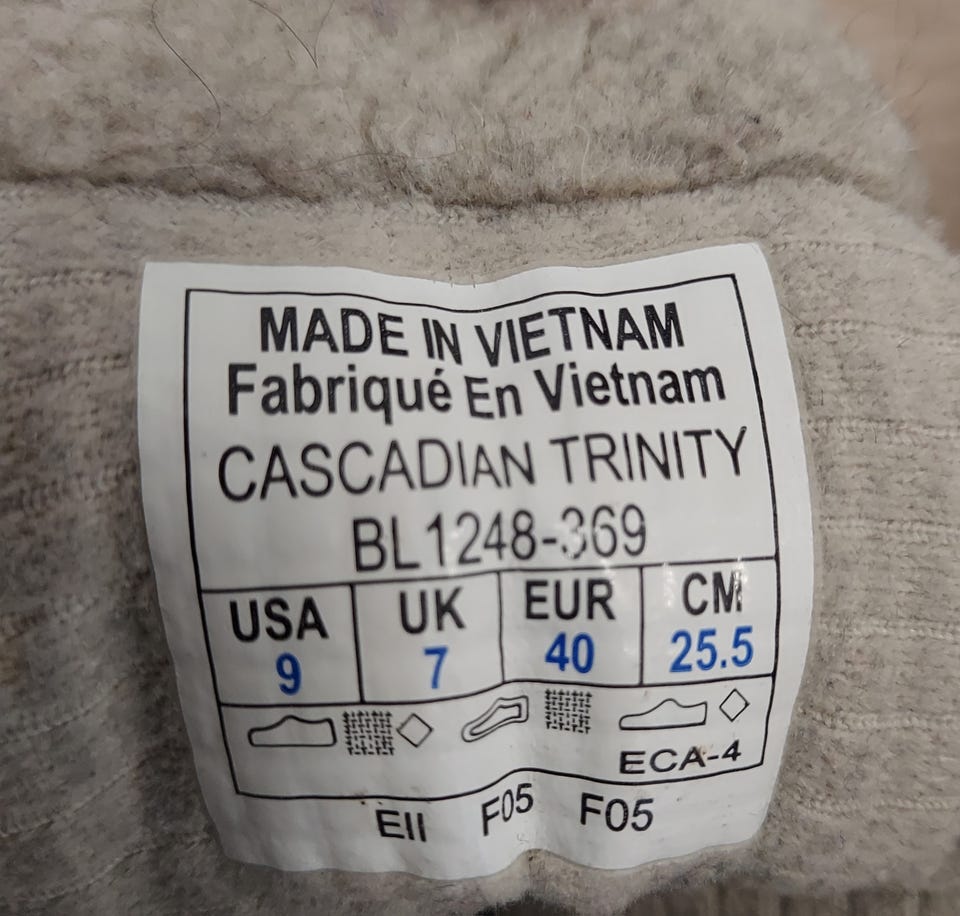 MADE IN VIETNAM
Fabriqué En Vietnam
CASCADIAN TRINITY
BL1248-369
USA UK EUR CM
9 7 40 25.5
ECA-4
EII F05 F05